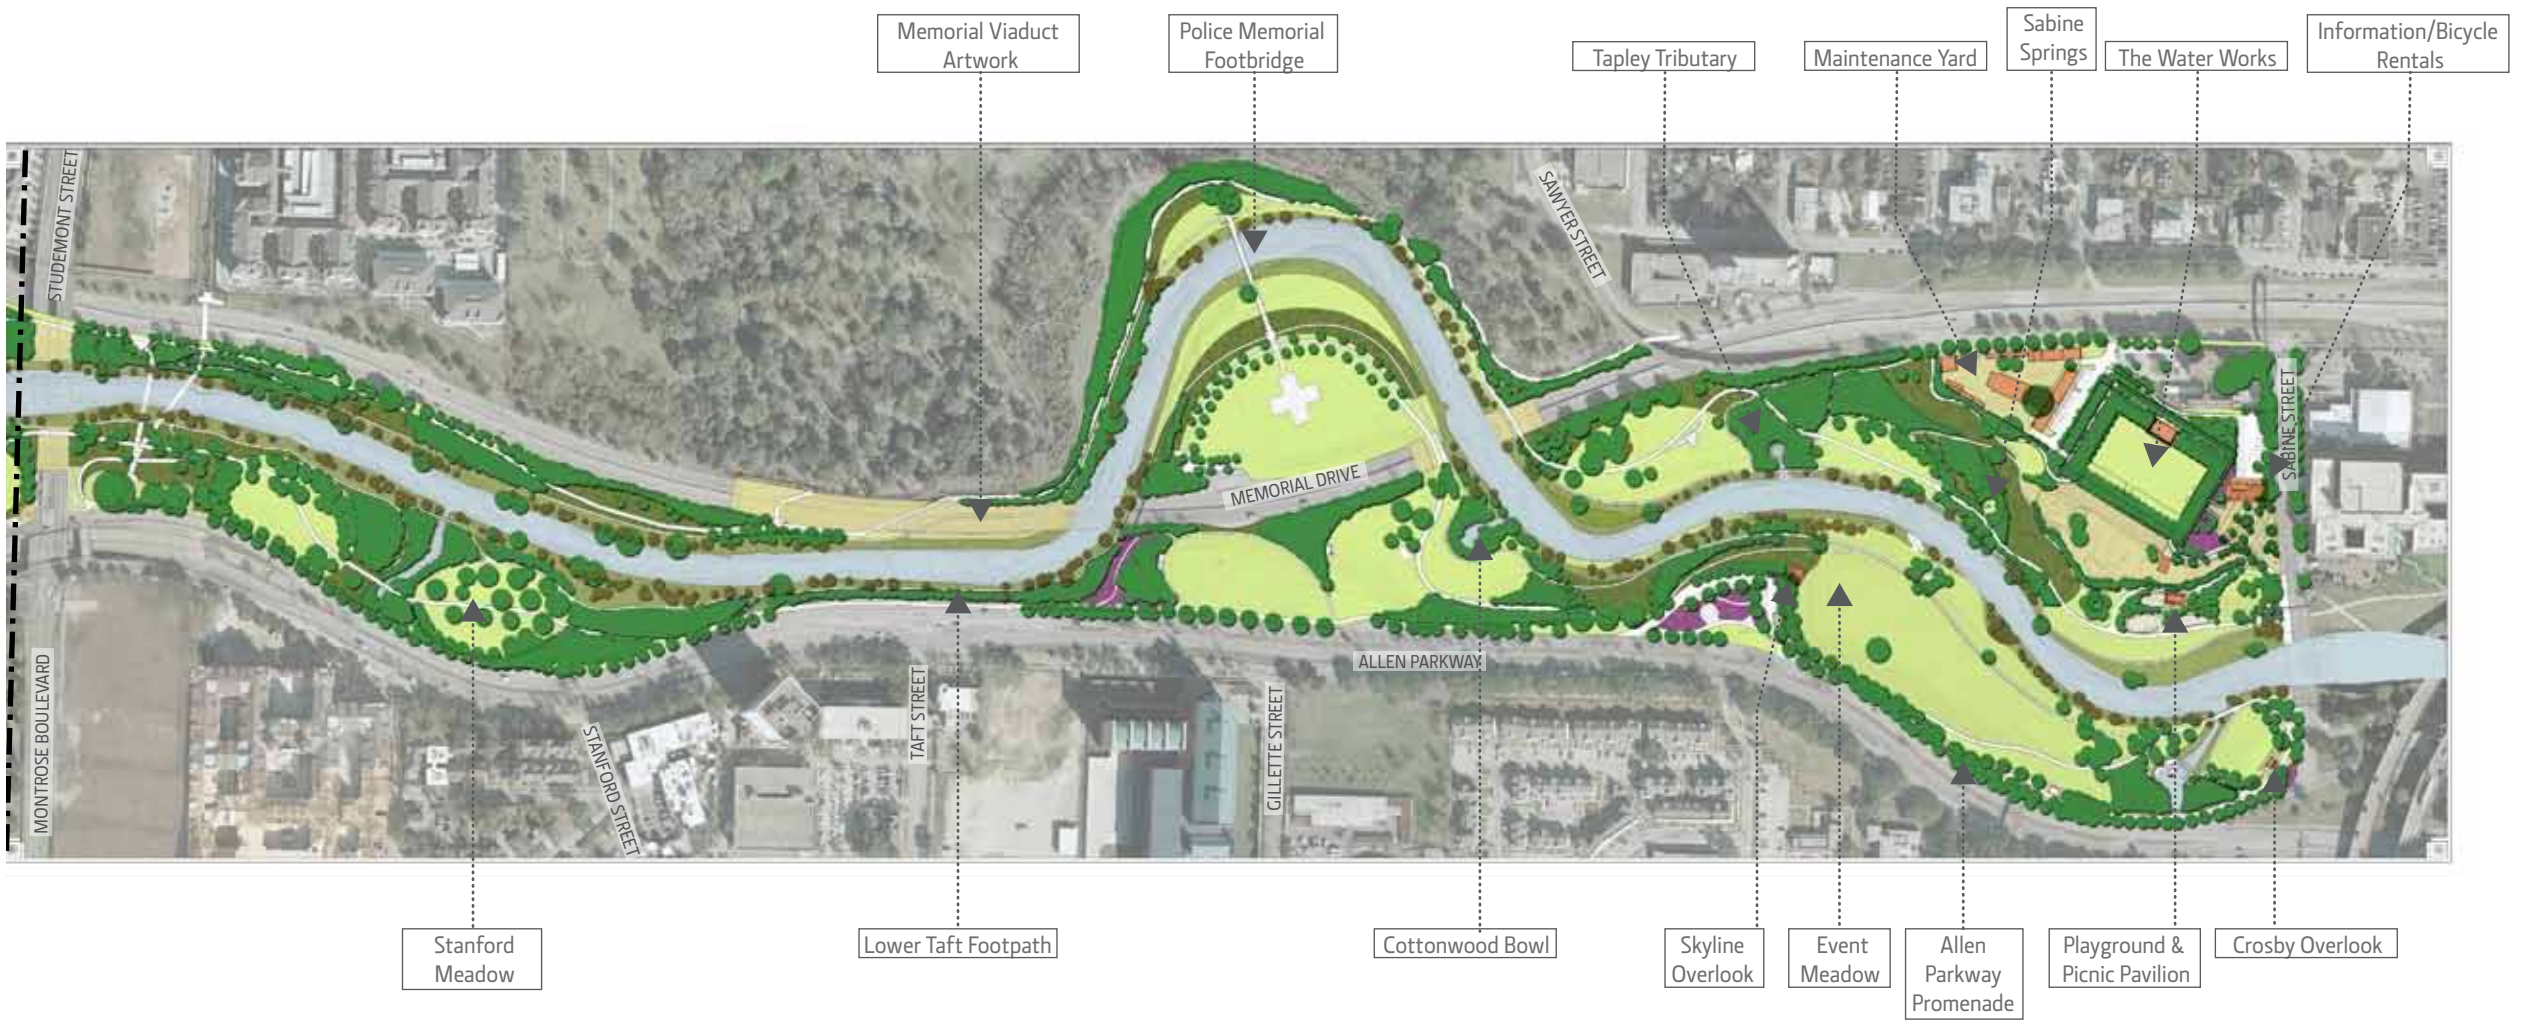 Memorial Viaduct
Artwork
Police Memorial
Footbridge
Tapley Tributary
Maintenance Yard
Sabine
Springs
The Water Works
Information/Bicycle
Rentals
STUDEMONT STREET
SAWYER STREET
SABINE STREET
MEMORIAL DRIVE
ALLEN PARKWAY
MONTROSE BOULEVARD
STANFORD STREET
TAFT STREET
GILLETTE STREET
Stanford
Meadow
Lower Taft Footpath
Cottonwood Bowl
Skyline
Overlook
Event
Meadow
Allen
Parkway
Promenade
Playground &
Picnic Pavilion
Crosby Overlook